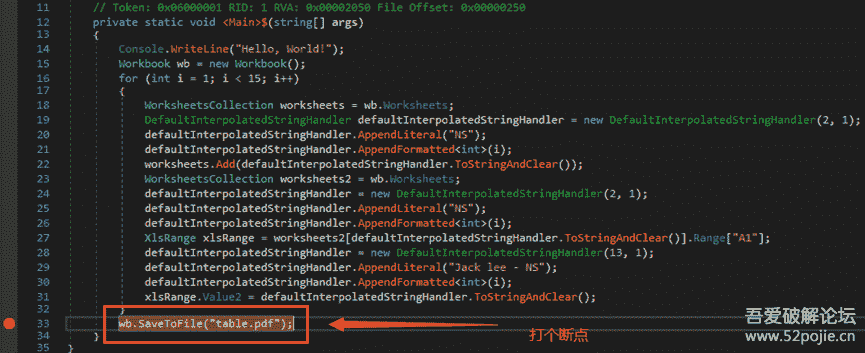 11 // Token: 0x06000001 RID: 1 RVA: 0x00002050 File Offset: 0x00000250
12 private static void <Main>$(string[] args)
13 {
14 Console.WriteLine("Hello, World!");
15 Workbook wb = new Workbook();
16 for (int i = 1; i < 15; i++)
17 {
18 WorksheetsCollection worksheets = wb.Worksheets;
19 DefaultInterpolatedStringHandler defaultInterpolatedStringHandler = new DefaultInterpolatedStringHandler(2, 1);
20 defaultInterpolatedStringHandler.AppendLiteral("NS");
21 defaultInterpolatedStringHandler.AppendFormatted<int>(i);
22 worksheets.Add(defaultInterpolatedStringHandler.ToStringAndClear());
23 WorksheetsCollection worksheets2 = wb.Worksheets;
24 defaultInterpolatedStringHandler = new DefaultInterpolatedStringHandler(2, 1);
25 defaultInterpolatedStringHandler.AppendLiteral("NS");
26 defaultInterpolatedStringHandler.AppendFormatted<int>(i);
27 XlsRange xlsRange = worksheets2[defaultInterpolatedStringHandler.ToStringAndClear()].Range["A1"];
28 defaultInterpolatedStringHandler = new DefaultInterpolatedStringHandler(13, 1);
29 defaultInterpolatedStringHandler.AppendLiteral("Jack lee - NS");
30 defaultInterpolatedStringHandler.AppendFormatted<int>(i);
31 xlsRange.Value2 = defaultInterpolatedStringHandler.ToStringAndClear();
32 }
33 wb.SaveToFile("table.pdf");
打个断点
34 }
35 }
吾爱破解论坛
www.52pojie.cn